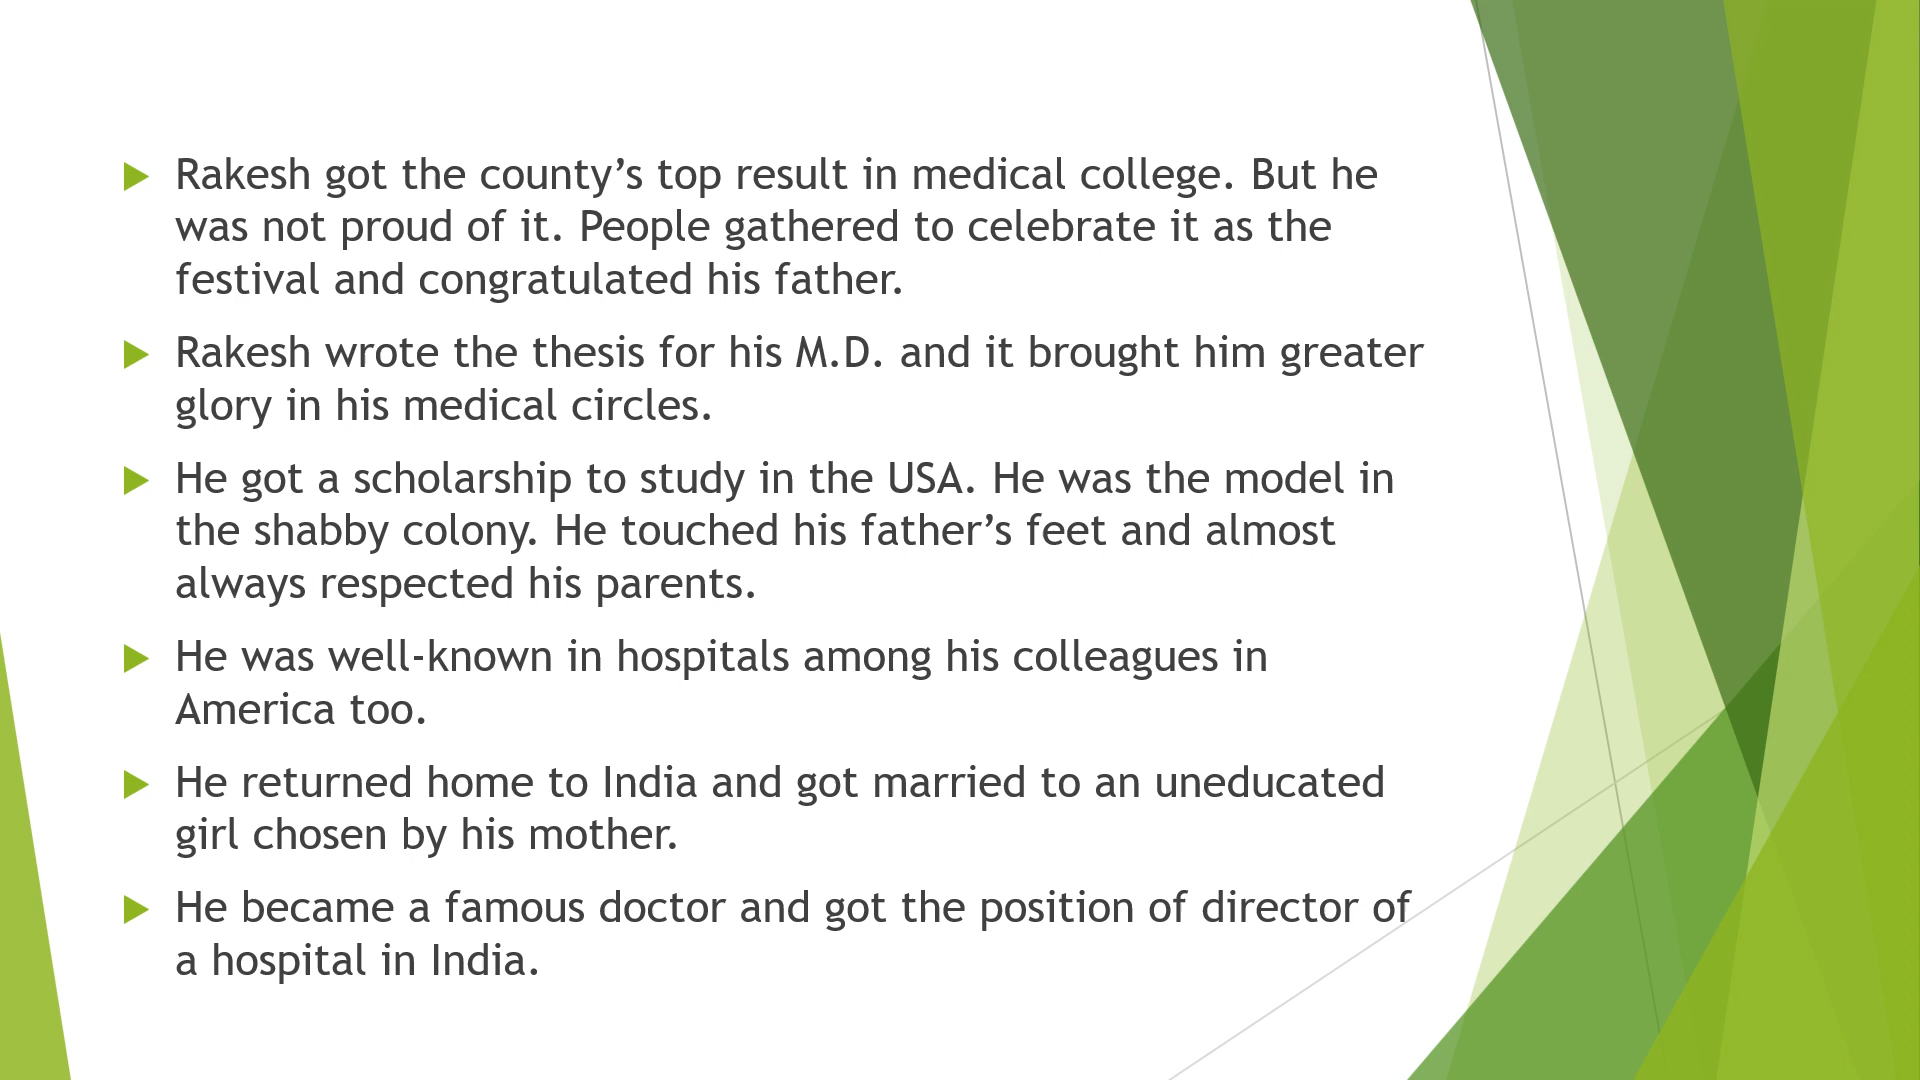 Rakesh got the county’s top result in medical college. But he
was not proud of it. People gathered to celebrate it as the
festival and congratulated his father.
Rakesh wrote the thesis for his M.D. and it brought him greater
glory in his medical circles.
He got a scholarship to study in the USA. He was the model in
the shabby colony. He touched his father’s feet and almost
always respected his parents.
He was well-known in hospitals among his colleagues in
America too.
He returned home to India and got married to an uneducated
girl chosen by his mother.
He became a famous doctor and got the position of director of
a hospital in India.